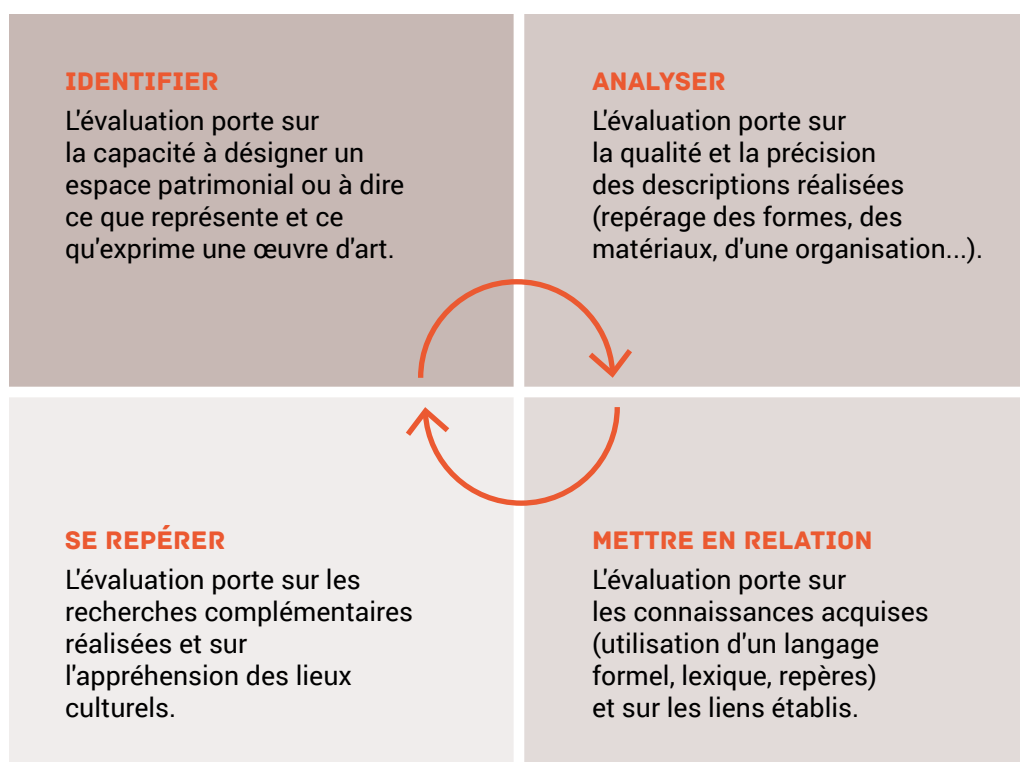 IDENTIFIER
L'évaluation porte sur
la capacité à désigner un
espace patrimonial ou à dire
ce que représente et ce
qu'exprime une œuvre d'art.
ANALYSER
L'évaluation porte sur
la qualité et la précision
des descriptions réalisées
(repérage des formes, des
matériaux, d'une organisation...).
SE REPÉRER
L'évaluation porte sur les
recherches complémentaires
réalisées et sur
l'appréhension des lieux
culturels.
METTRE EN RELATION
L'évaluation porte sur
les connaissances acquises
(utilisation d'un langage
formel, lexique, repères)
et sur les liens établis.